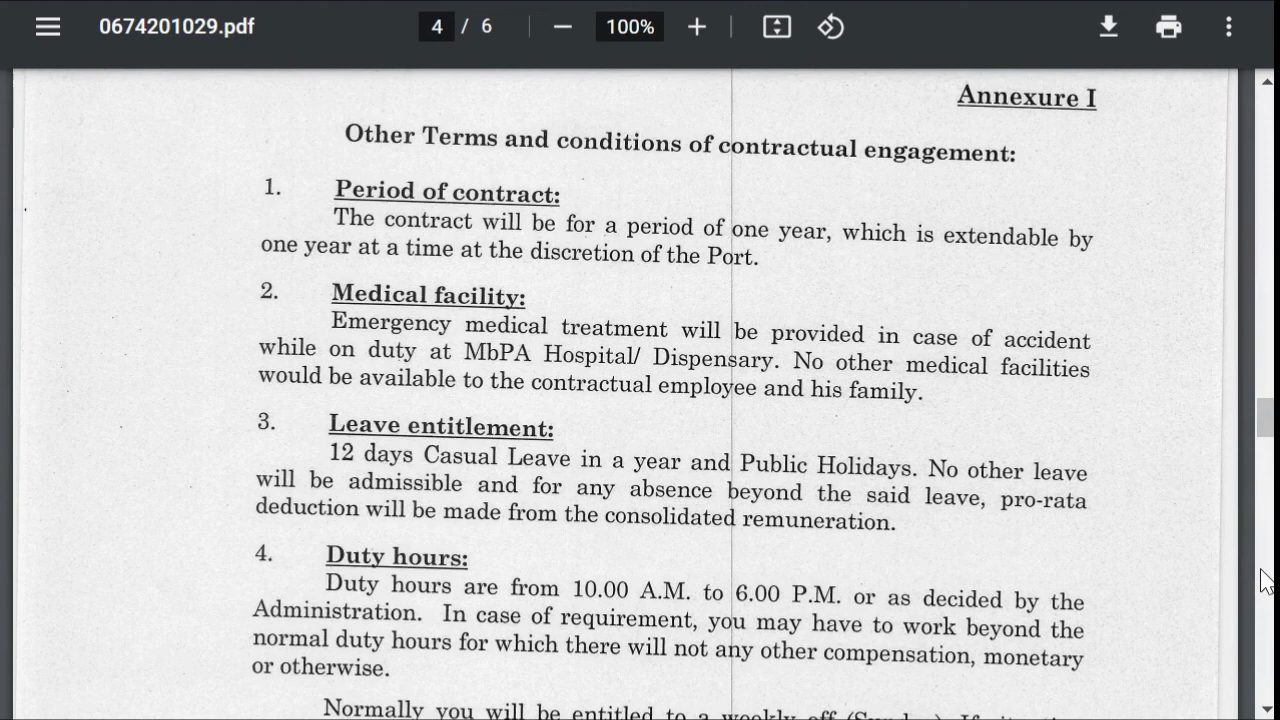 0674201029.pdf 4 / 6 100%
Annexure I
Other Terms and conditions of contractual engagement:
1. Period of contract:
The contract will be for a period of one year, which is extendable by
one year at a time at the discretion of the Port.
2. Medical facility:
Emergency medical treatment will be provided in case of accident
while on duty at MbPA Hospital/ Dispensary. No other medical facilities
would be available to the contractual employee and his family.
3. Leave entitlement:
12 days Casual Leave in a year and Public Holidays. No other leave
will be admissible and for any absence beyond the said leave, pro-rata
deduction will be made from the consolidated remuneration.
4. Duty hours:
Duty hours are from 10.00 A.M. to 6.00 P.M. or as decided by the
Administration. In case of requirement, you may have to work beyond the
normal duty hours for which there will not any other compensation, monetary
or otherwise.
Normally you will be entitled to a weekly off (Sunday). If